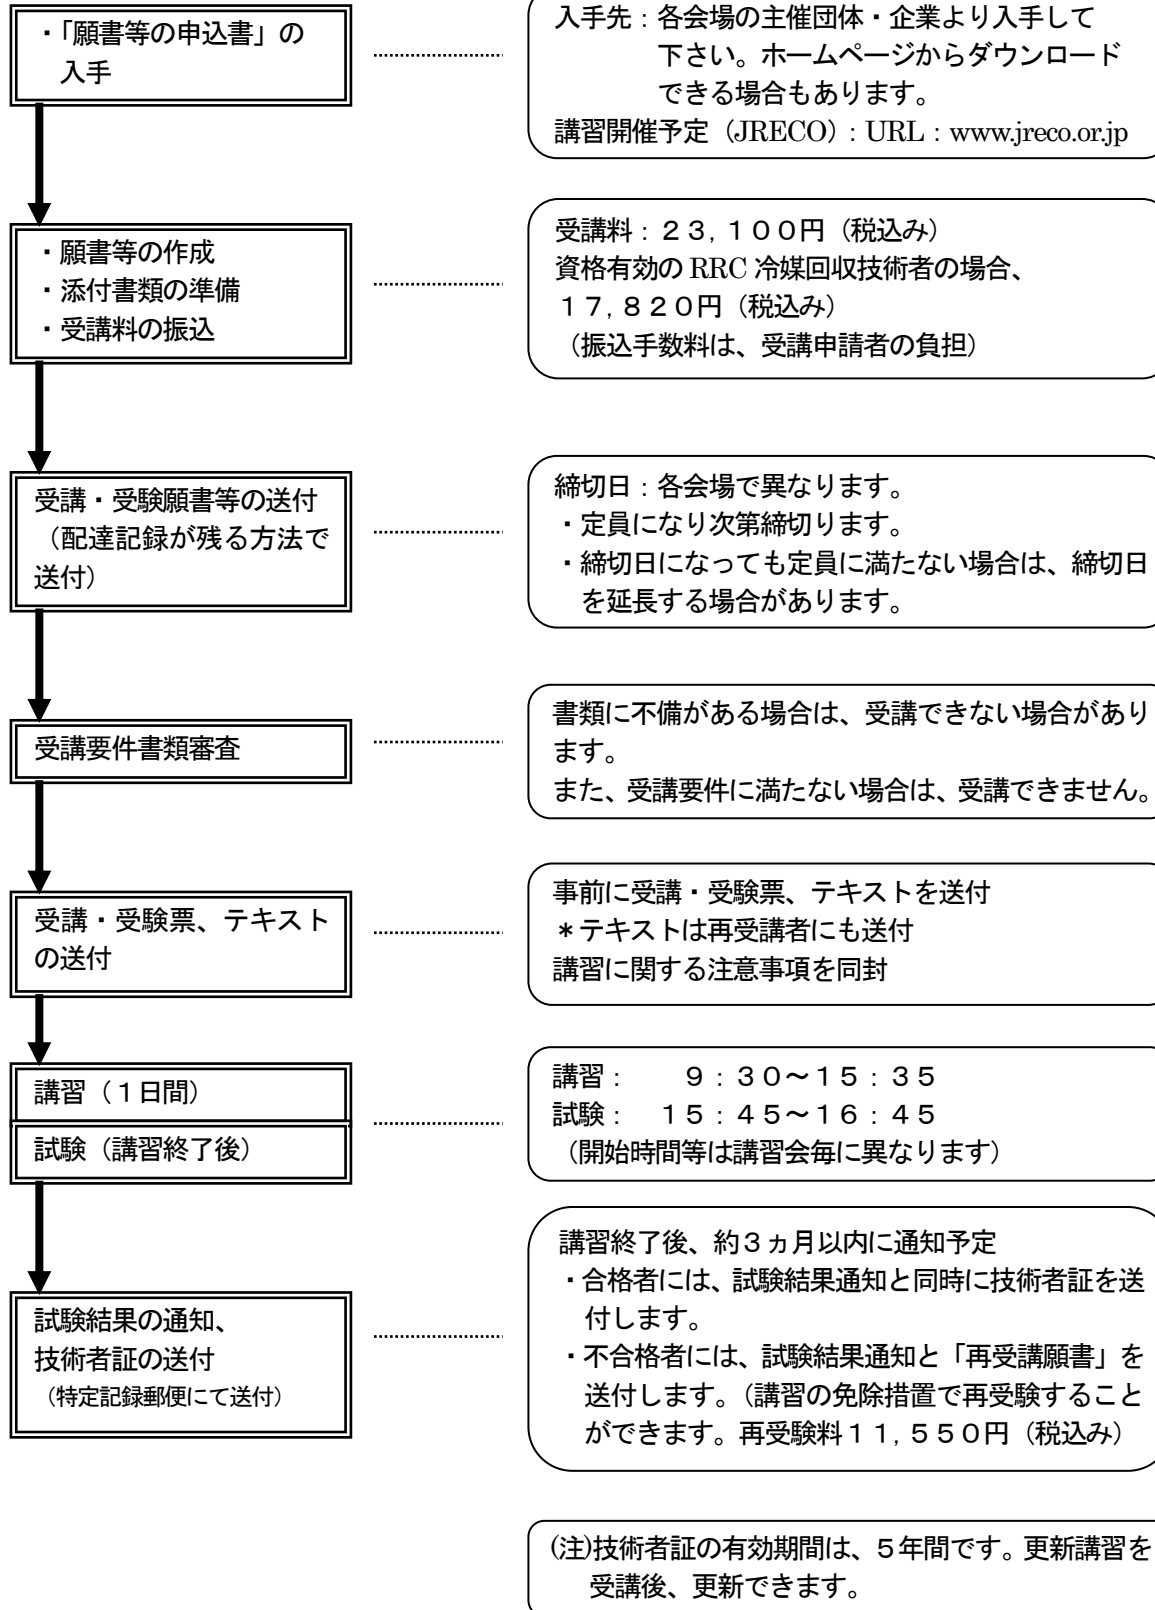 ・「願書等の申込書」の
入手
入手先：各会場の主催団体・企業より入手して
下さい。ホームページからダウンロード
できる場合もあります。
講習開催予定（JRECO）：URL：www.jreco.or.jp
・願書等の作成
・添付書類の準備
・受講料の振込
受講料：２３，１００円（税込み）
資格有効の RRC 冷媒回収技術者の場合、
１７，８２０円（税込み）
（振込手数料は、受講申請者の負担）
受講・受験願書等の送付
（配達記録が残る方法で
送付）
締切日：各会場で異なります。
・定員になり次第締切ります。
・締切日になっても定員に満たない場合は、締切日
を延長する場合があります。
受講要件書類審査
書類に不備がある場合は、受講できない場合があり
ます。
また、受講要件に満たない場合は、受講できません。
受講・受験票、テキスト
の送付
事前に受講・受験票、テキストを送付
＊テキストは再受講者にも送付
講習に関する注意事項を同封
講習（１日間）
試験（講習終了後）
講習： ９：３０～１５：３５
試験： １５：４５～１６：４５
（開始時間等は講習会毎に異なります）
試験結果の通知、
技術者証の送付
（特定記録郵便にて送付）
講習終了後、約３ヵ月以内に通知予定
・合格者には、試験結果通知と同時に技術者証を送
付します。
・不合格者には、試験結果通知と「再受講願書」を
送付します。（講習の免除措置で再受験すること
ができます。再受験料１１，５５０円（税込み）
(注)技術者証の有効期間は、５年間です。更新講習を
受講後、更新できます。